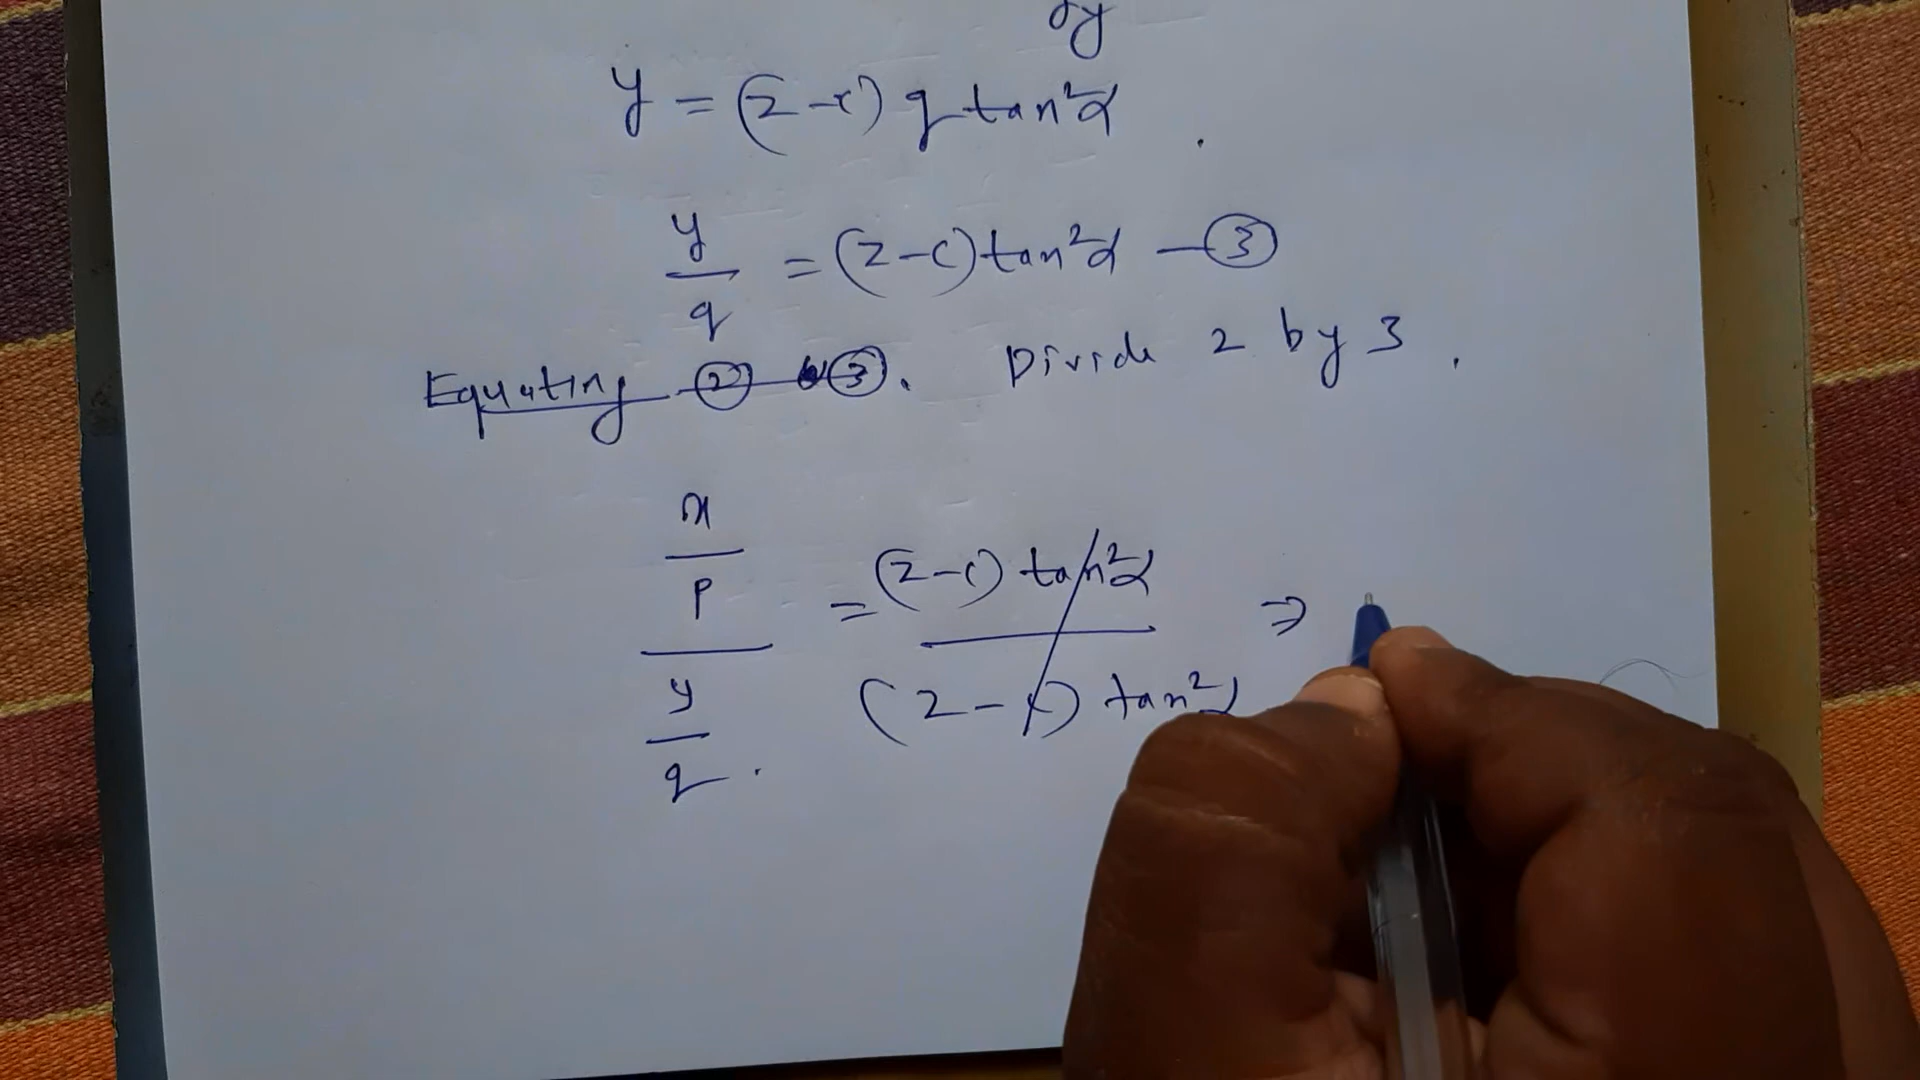 ∂y
y = (z-c) q tan²α
y/q = (z-c) tan²α — ③
Equating ② & ③. Divide 2 by 3.
(x/p)/(y/q) = (z-c) tan²α/(z-c) tan²α ⇒